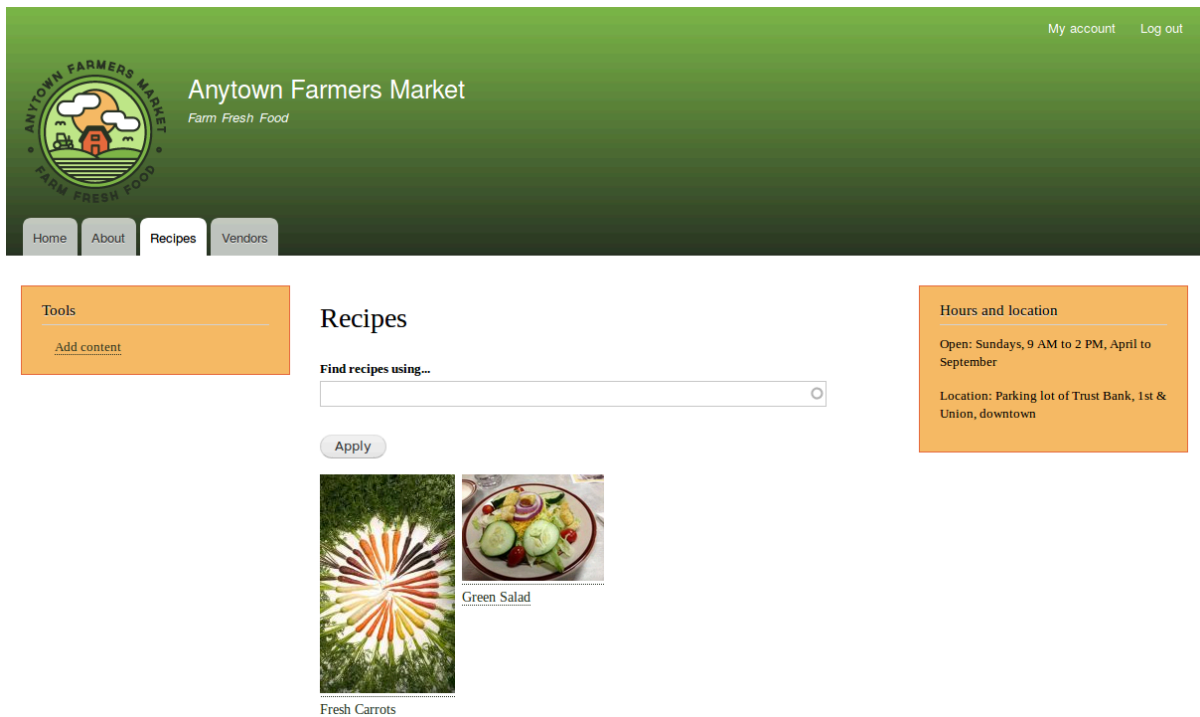 My account
Log out
ANYTOWN FARMERS MARKET
FARM FRESH FOOD
Anytown Farmers Market
Farm Fresh Food
Home
About
Recipes
Vendors
Tools
Add content
Recipes
Find recipes using...
Apply
Green Salad
Fresh Carrots
Hours and location
Open: Sundays, 9 AM to 2 PM, April to
September
Location: Parking lot of Trust Bank, 1st &
Union, downtown